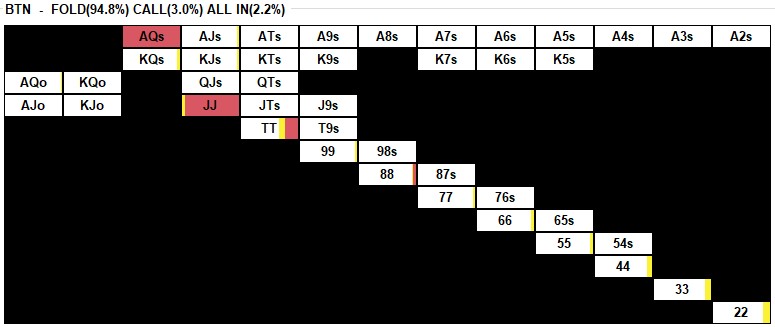 BTN - FOLD(94.8%) CALL(3.0%) ALL IN(2.2%)
AQs AJs ATs A9s A8s A7s A6s A5s A4s A3s A2s
KQs KJs KTs K9s K7s K6s K5s
AQo KQo QJs QTs
AJo KJo JJ JTs J9s
TT T9s
99 98s
88 87s
77 76s
66 65s
55 54s
44
33
22